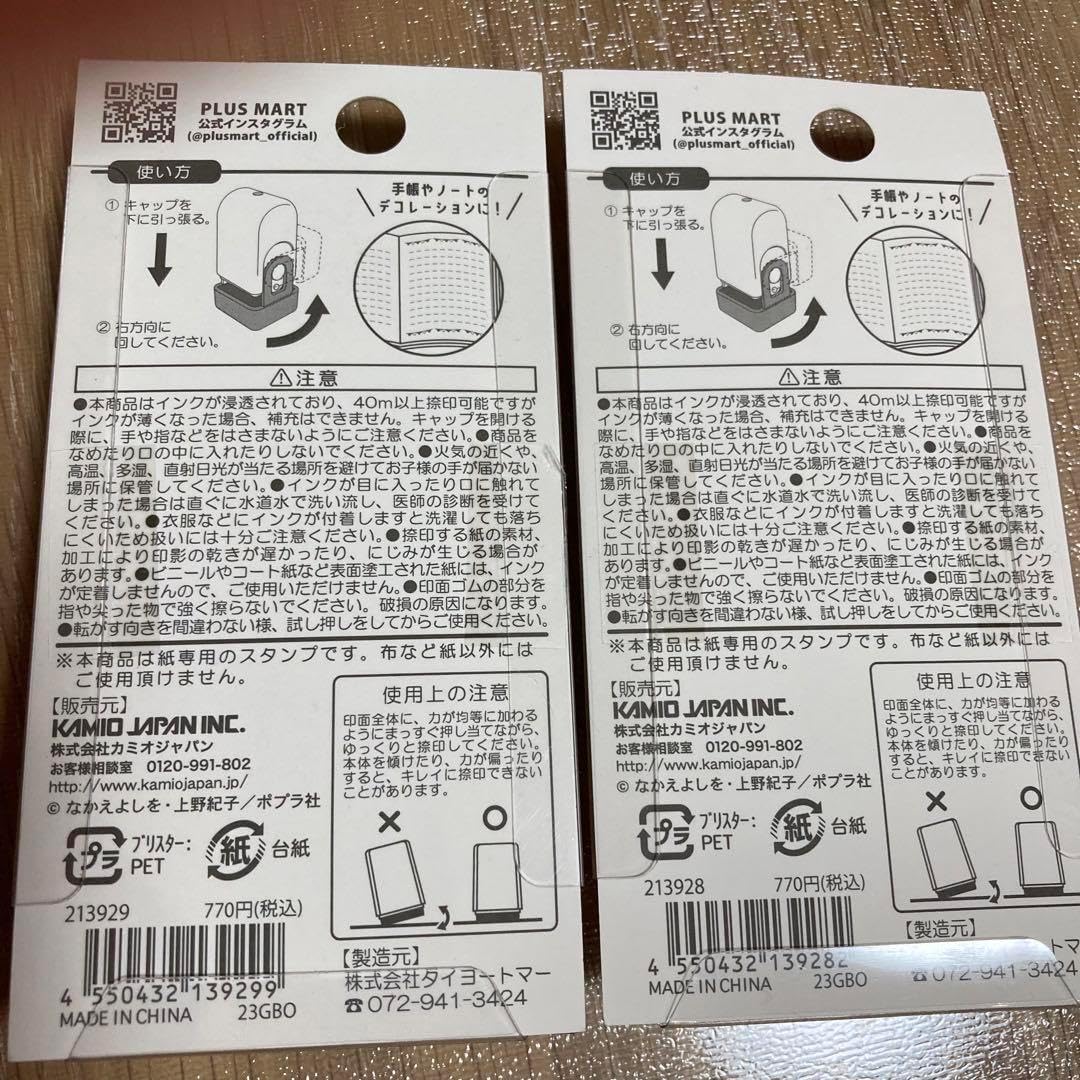 PLUS MART
公式インスタグラム
(@plusmart_official)
使い方
① キャップを
下に引っ張る。
手帳やノートの
デコレーションに!
② 右方向に
回してください。
⚠注意
●本商品はインクが浸透されており、40m以上捺印可能ですが
インクが薄くなった場合、補充はできません。キャップを開ける
際に、手や指などをはさまないようにご注意ください。●商品を
なめたり口の中に入れたりしないでください。●火気の近くや、
高温、多湿、直射日光が当たる場所を避けてお子様の手が届かない
場所に保管してください。●インクが目に入ったり口に触れて
しまった場合は直ぐに水道水で洗い流し、医師の診断を受けて
ください。●衣服などにインクが付着しますと洗濯しても落ち
にくいため扱いには十分ご注意ください。●捺印する紙の素材、
加工により印影の乾きが遅かったり、にじみが生じる場合が
あります。●ビニールやコート紙など表面塗工された紙には、インク
が定着しませんので、ご使用いただけません。●印面ゴムの部分を
指や尖った物で強く擦らないでください。破損の原因になります。
●転がす向きを間違わない様、試し押しをしてからご使用ください。
※本商品は紙専用のスタンプです。布など紙以外には
ご使用頂けません。
【販売元】
KAMIO JAPAN INC.
株式会社カミオジャパン
お客様相談室 0120-991-802
http://www.kamiojapan.jp/
© なかえよしを・上野紀子/ポプラ社
プラ
ブリスター:
PET
紙
台紙
213929 770円(税込)
4 550432 139299
MADE IN CHINA 23GBO
使用上の注意
印面全体に、力が均等に加わる
ようにまっすぐ押し当てながら、
ゆっくりと捺印してください。
本体を傾けたり、力が偏ったり
すると、キレイに捺印できない
ことがあります。
× ○
【製造元】
株式会社タイヨートマー
☎072-941-3424
PLUS MART
公式インスタグラム
(@plusmart_official)
使い方
① キャップを
下に引っ張る。
手帳やノートの
デコレーションに!
② 右方向に
回してください。
⚠注意
●本商品はインクが浸透されており、40m以上捺印可能ですが
インクが薄くなった場合、補充はできません。キャップを開ける
際に、手や指などをはさまないようにご注意ください。●商品を
なめたり口の中に入れたりしないでください。●火気の近くや、
高温、多湿、直射日光が当たる場所を避けてお子様の手が届かない
場所に保管してください。●インクが目に入ったり口に触れて
しまった場合は直ぐに水道水で洗い流し、医師の診断を受けて
ください。●衣服などにインクが付着しますと洗濯しても落ち
にくいため扱いには十分ご注意ください。●捺印する紙の素材、
加工により印影の乾きが遅かったり、にじみが生じる場合が
あります。●ビニールやコート紙など表面塗工された紙には、インク
が定着しませんので、ご使用いただけません。●印面ゴムの部分を
指や尖った物で強く擦らないでください。破損の原因になります。
●転がす向きを間違わない様、試し押しをしてからご使用ください。
※本商品は紙専用のスタンプです。布など紙以外には
ご使用頂けません。
【販売元】
KAMIO JAPAN INC.
株式会社カミオジャパン
お客様相談室 0120-991-802
http://www.kamiojapan.jp/
© なかえよしを・上野紀子/ポプラ社
プラ
ブリスター:
PET
紙
台紙
213928 770円(税込)
4 550432 139282
MADE IN CHINA 23GBO
使用上の注意
印面全体に、力が均等に加わる
ようにまっすぐ押し当てながら、
ゆっくりと捺印してください。
本体を傾けたり、力が偏ったり
すると、キレイに捺印できない
ことがあります。
× ○
【製造元】
トマー
☎072-941-3424